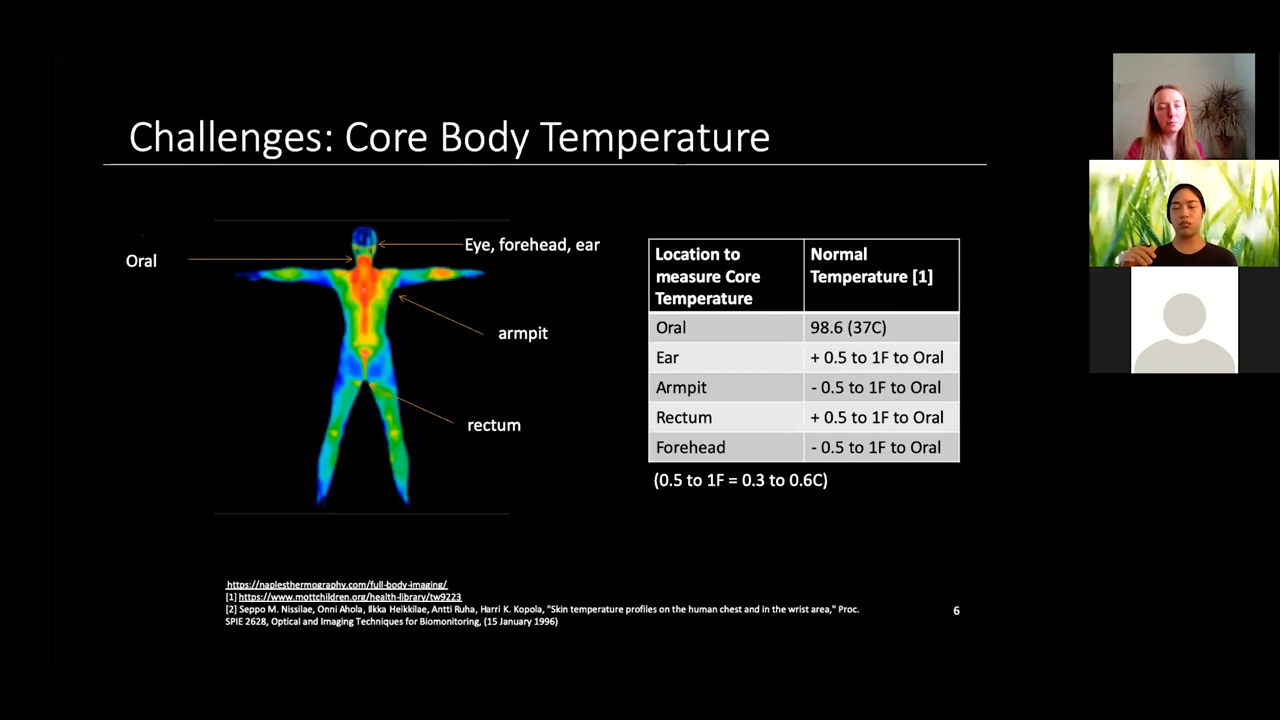 Challenges: Core Body Temperature
Oral
Eye, forehead, ear
armpit
rectum
Location to measure Core Temperature
Normal Temperature [1]
Oral
98.6 (37C)
Ear
+ 0.5 to 1F to Oral
Armpit
- 0.5 to 1F to Oral
Rectum
+ 0.5 to 1F to Oral
Forehead
- 0.5 to 1F to Oral
(0.5 to 1F = 0.3 to 0.6C)
https://naplesthermography.com/full-body-imaging/
[1] https://www.mottchildren.org/health-library/tw9223
[2] Seppo M. Nissilae, Onni Ahola, Ilkka Heikkilae, Antti Ruha, Harri K. Kopola, "Skin temperature profiles on the human chest and in the wrist area," Proc.
SPIE 2628, Optical and Imaging Techniques for Biomonitoring, (15 January 1996)
6